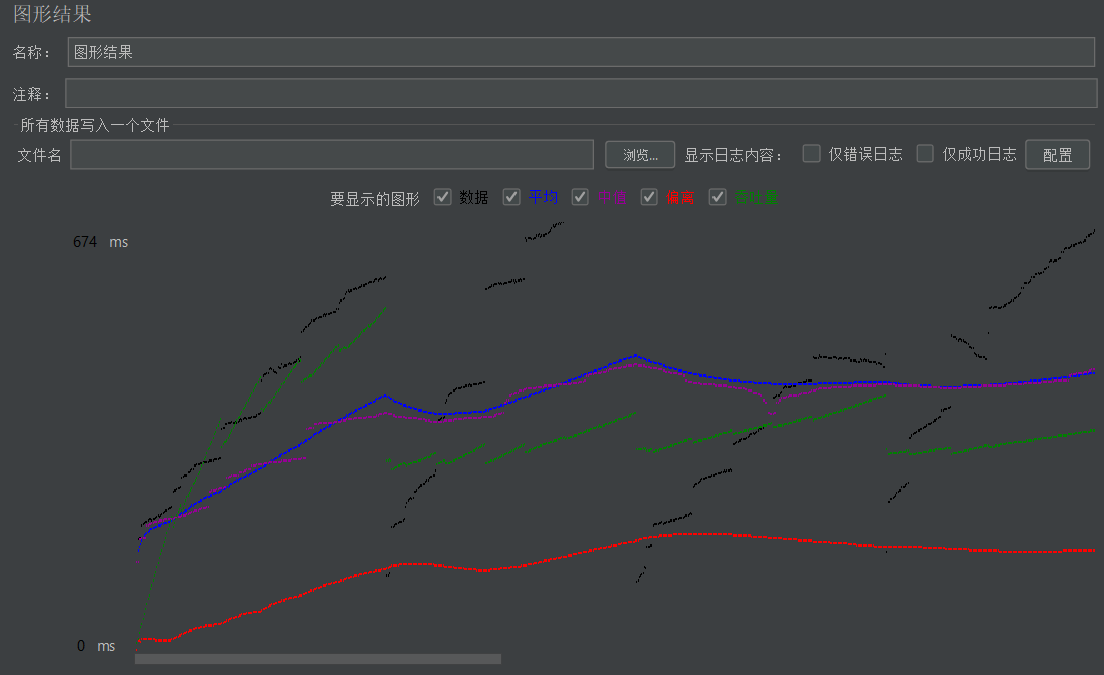 图形结果
名称： 图形结果
注释：
所有数据写入一个文件
文件名 浏览... 显示日志内容： 仅错误日志 仅成功日志 配置
要显示的图形 数据 平均 中值 偏离 吞吐量
674 ms
0 ms